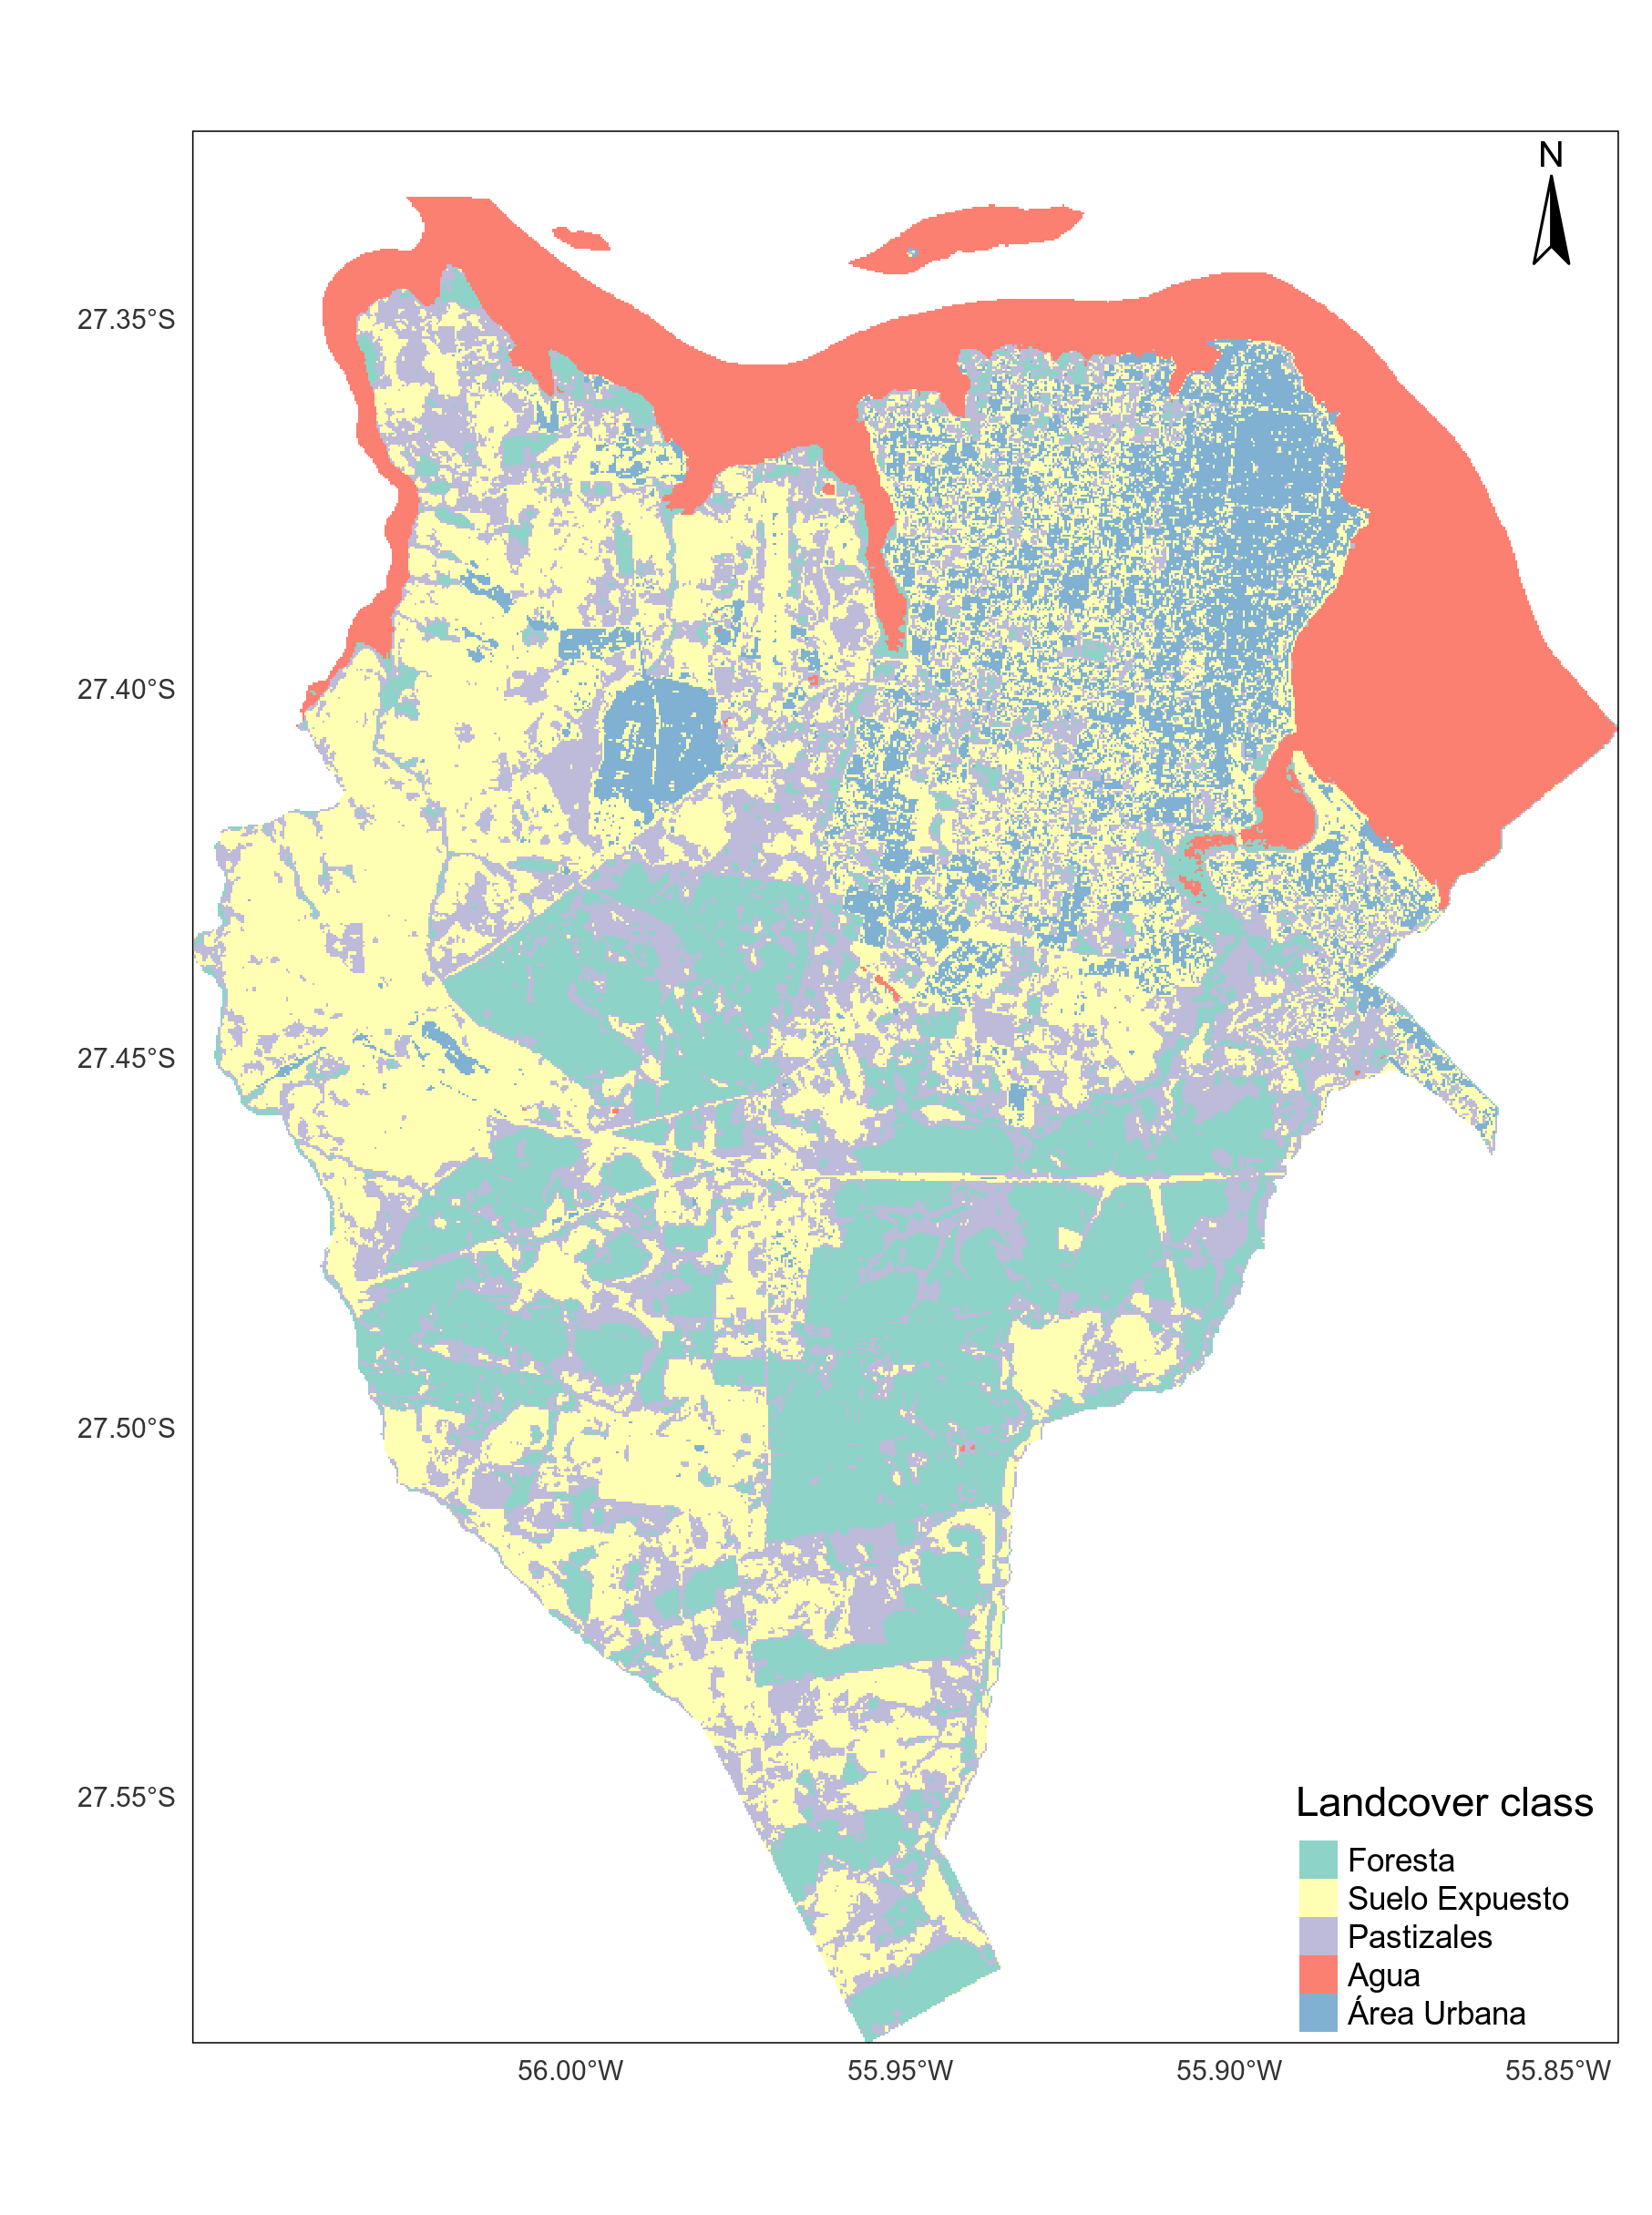 N
27.35°S
27.40°S
27.45°S
27.50°S
27.55°S
Landcover class
Foresta
Suelo Expuesto
Pastizales
Agua
Área Urbana
56.00°W
55.95°W
55.90°W
55.85°W